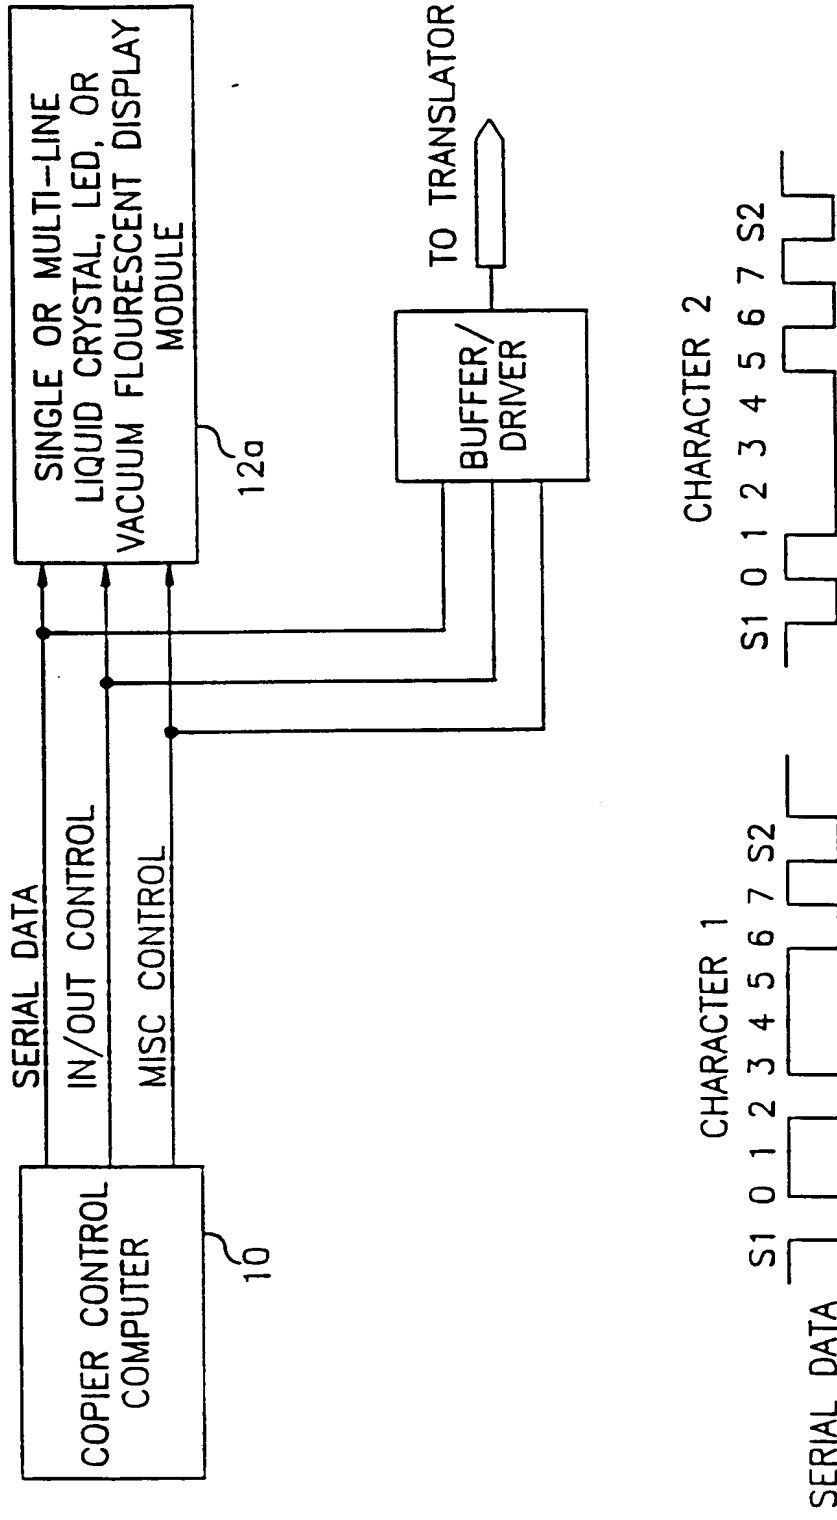 COPIER CONTROL
COMPUTER
10
SERIAL DATA
IN/OUT CONTROL
MISC CONTROL
SINGLE OR MULTI-LINE
LIQUID CRYSTAL, LED, OR
VACUUM FLOURESCENT DISPLAY
MODULE
12a
BUFFER/
DRIVER
TO TRANSLATOR
CHARACTER 1
S1 0 1 2 3 4 5 6 7 S2
CHARACTER 2
S1 0 1 2 3 4 5 6 7 S2
SERIAL DATA